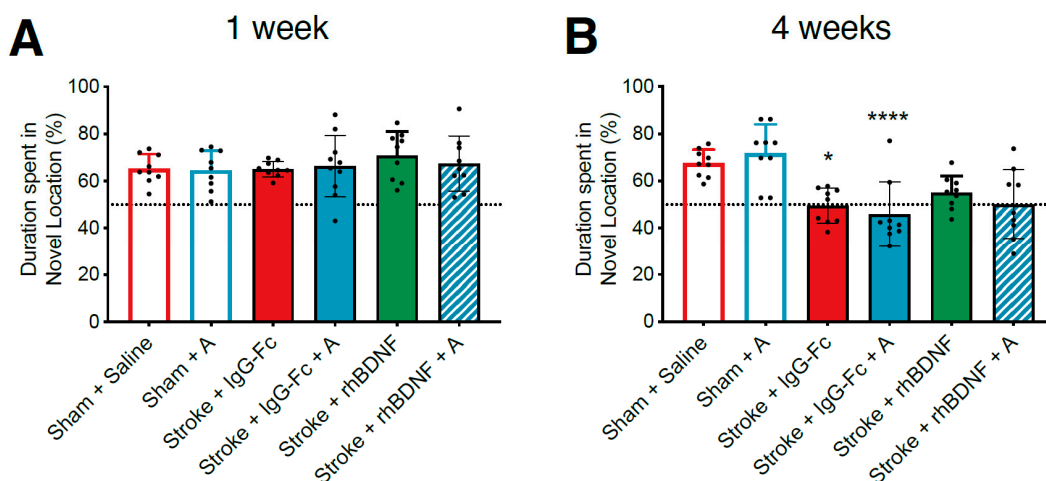 A
1 week
Duration spent in
Novel Location (%)
100
80
60
40
20
0
Sham + Saline
Sham + A
Stroke + IgG-Fc
Stroke + IgG-Fc + A
Stroke + rhBDNF
Stroke + rhBDNF + A
B
4 weeks
Duration spent in
Novel Location (%)
100
80
60
40
20
0
*
****
Sham + Saline
Sham + A
Stroke + IgG-Fc
Stroke + IgG-Fc + A
Stroke + rhBDNF
Stroke + rhBDNF + A